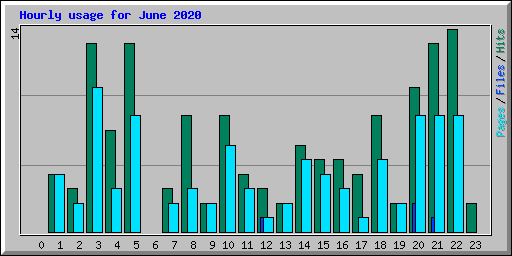 Hourly usage for June 2020
14
Pages/Files/Hits
0 1 2 3 4 5 6 7 8 9 10 11 12 13 14 15 16 17 18 19 20 21 22 23